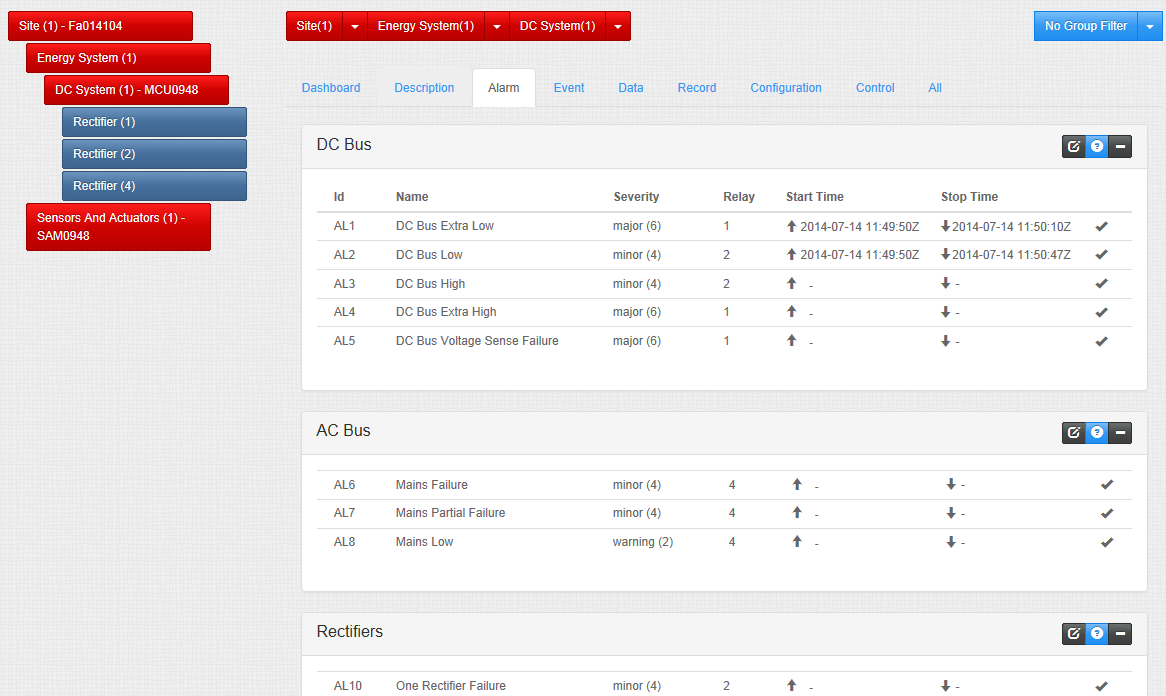 Site (1) - Fa014104
Energy System (1)
DC System (1) - MCU0948
Rectifier (1)
Rectifier (2)
Rectifier (4)
Sensors And Actuators (1) -
SAM0948
Site(1) Energy System(1) DC System(1)
No Group Filter
Dashboard Description Alarm Event Data Record Configuration Control All
DC Bus
Id Name Severity Relay Start Time Stop Time
AL1 DC Bus Extra Low major (6) 1 2014-07-14 11:49:50Z 2014-07-14 11:50:10Z
AL2 DC Bus Low minor (4) 2 2014-07-14 11:49:50Z 2014-07-14 11:50:47Z
AL3 DC Bus High minor (4) 2 - -
AL4 DC Bus Extra High major (6) 1 - -
AL5 DC Bus Voltage Sense Failure major (6) 1 - -
AC Bus
AL6 Mains Failure minor (4) 4 - -
AL7 Mains Partial Failure minor (4) 4 - -
AL8 Mains Low warning (2) 4 - -
Rectifiers
AL10 One Rectifier Failure minor (4) 2 - -